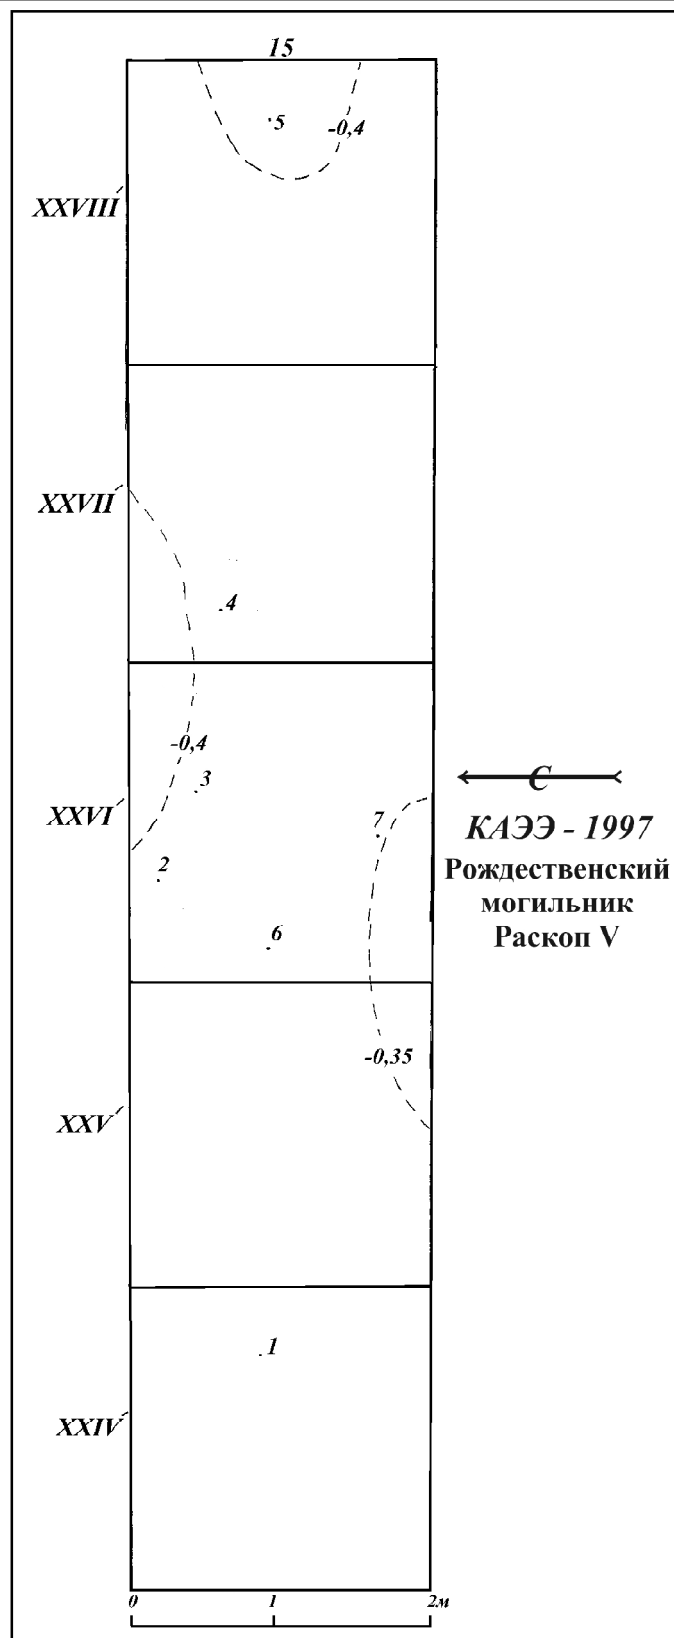 15
5
-0,4
XXVIII
XXVII
4
-0,4
3
XXVI
С
КАЭЭ - 1997
Рождественский
могильник
Раскоп V
7
2
6
-0,35
XXV
1
XXIV
0 1 2м